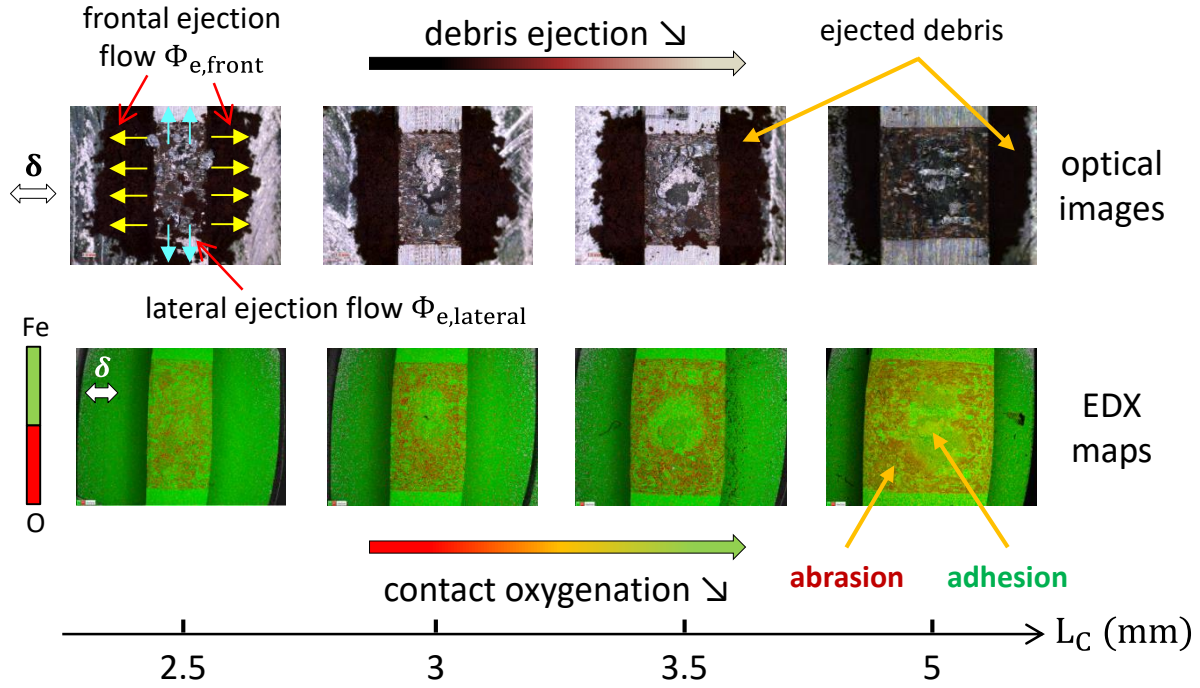 frontal ejection
flow Φe,front
debris ejection ↘
ejected debris
δ
optical
images
lateral ejection flow Φe,lateral
Fe
δ
EDX
maps
O
abrasion
adhesion
contact oxygenation ↘
LC (mm)
2.5
3
3.5
5